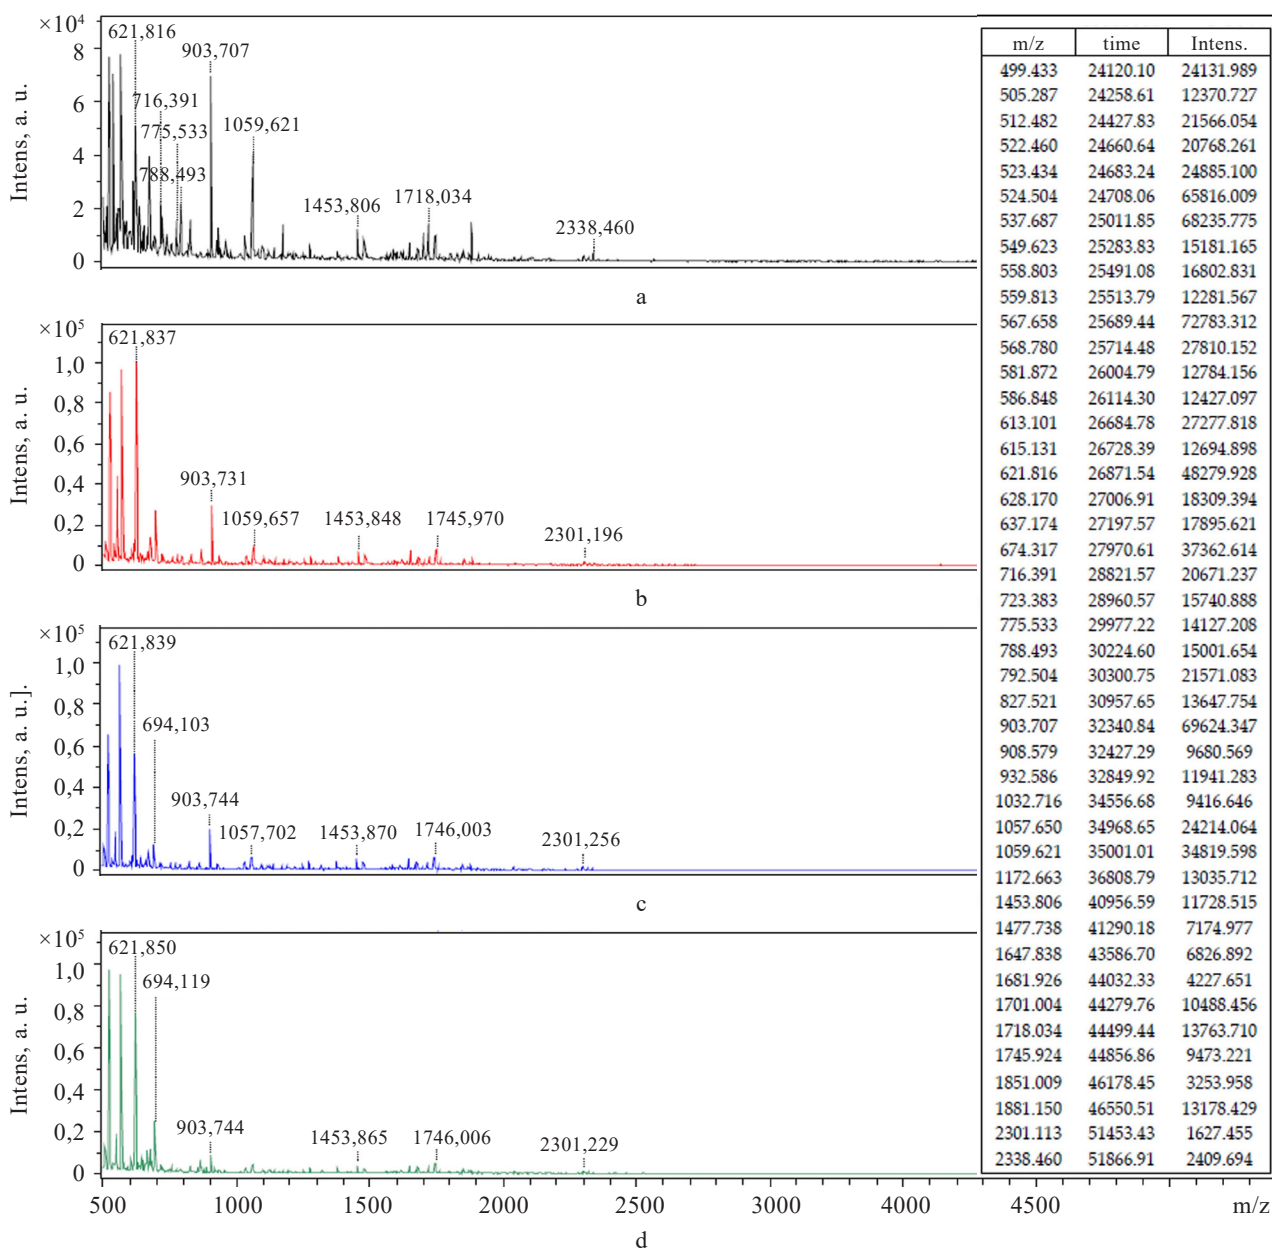 ×10⁴
621,816
903,707
716,391
775,533
788,493
1059,621
1453,806
1718,034
2338,460
8
6
4
2
0
Intens, a. u.
a
×10⁵
621,837
903,731
1059,657
1453,848
1745,970
2301,196
1,0
0,8
0,6
0,4
0,2
0
Intens, a. u.
b
×10⁵
621,839
694,103
903,744
1057,702
1453,870
1746,003
2301,256
1,0
0,8
0,6
0,4
0,2
0
Intens, a. u.].
c
×10⁵
621,850
694,119
903,744
1453,865
1746,006
2301,229
1,0
0,8
0,6
0,4
0,2
0
Intens, a. u.
500 1000 1500 2000 2500 3000 3500 4000 4500 m/z
d
m/z time Intens.
499.433 24120.10 24131.989
505.287 24258.61 12370.727
512.482 24427.83 21566.054
522.460 24660.64 20768.261
523.434 24683.24 24885.100
524.504 24708.06 65816.009
537.687 25011.85 68235.775
549.623 25283.83 15181.165
558.803 25491.08 16802.831
559.813 25513.79 12281.567
567.658 25689.44 72783.312
568.780 25714.48 27810.152
581.872 26004.79 12784.156
586.848 26114.30 12427.097
613.101 26684.78 27277.818
615.131 26728.39 12694.898
621.816 26871.54 48279.928
628.170 27006.91 18309.394
637.174 27197.57 17895.621
674.317 27970.61 37362.614
716.391 28821.57 20671.237
723.383 28960.57 15740.888
775.533 29977.22 14127.208
788.493 30224.60 15001.654
792.504 30300.75 21571.083
827.521 30957.65 13647.754
903.707 32340.84 69624.347
908.579 32427.29 9680.569
932.586 32849.92 11941.283
1032.716 34556.68 9416.646
1057.650 34968.65 24214.064
1059.621 35001.01 34819.598
1172.663 36808.79 13035.712
1453.806 40956.59 11728.515
1477.738 41290.18 7174.977
1647.838 43586.70 6826.892
1681.926 44032.33 4227.651
1701.004 44279.76 10488.456
1718.034 44499.44 13763.710
1745.924 44856.86 9473.221
1851.009 46178.45 3253.958
1881.150 46550.51 13178.429
2301.113 51453.43 1627.455
2338.460 51866.91 2409.694